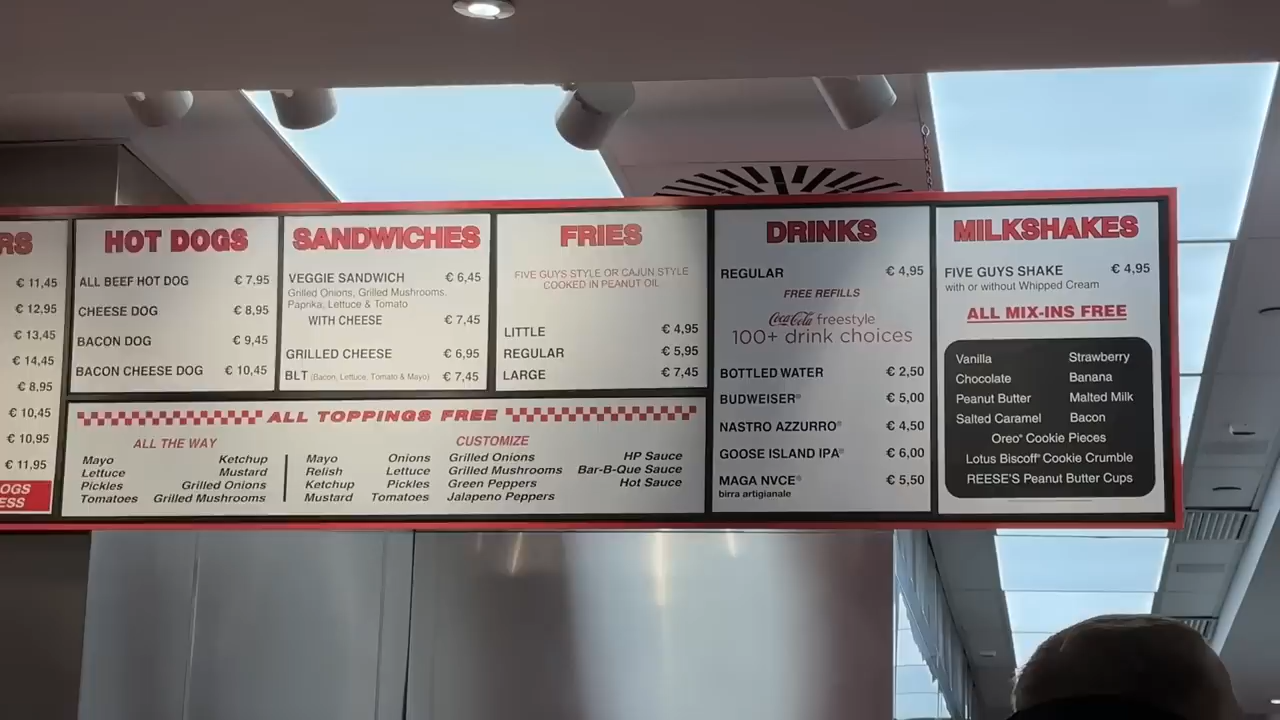 RS
€ 11,45
€ 12,95
€ 13,45
€ 14,45
€ 8,95
€ 10,45
€ 10,95
€ 11,95
OGS
ESS
HOT DOGS
ALL BEEF HOT DOG € 7,95
CHEESE DOG € 8,95
BACON DOG € 9,45
BACON CHEESE DOG € 10,45
SANDWICHES
VEGGIE SANDWICH € 6,45
Grilled Onions, Grilled Mushrooms,
Paprika, Lettuce & Tomato
WITH CHEESE € 7,45
GRILLED CHEESE € 6,95
BLT (Bacon, Lettuce, Tomato & Mayo) € 7,45
FRIES
FIVE GUYS STYLE OR CAJUN STYLE
COOKED IN PEANUT OIL
LITTLE € 4,95
REGULAR € 5,95
LARGE € 7,45
ALL TOPPINGS FREE
ALL THE WAY
Mayo Ketchup
Lettuce Mustard
Pickles Grilled Onions
Tomatoes Grilled Mushrooms
CUSTOMIZE
Mayo Onions Grilled Onions HP Sauce
Relish Lettuce Grilled Mushrooms Bar-B-Que Sauce
Ketchup Pickles Green Peppers Hot Sauce
Mustard Tomatoes Jalapeno Peppers
DRINKS
REGULAR € 4,95
FREE REFILLS
Coca-Cola freestyle
100+ drink choices
BOTTLED WATER € 2,50
BUDWEISER® € 5,00
NASTRO AZZURRO® € 4,50
GOOSE ISLAND IPA® € 6,00
MAGA NVCE® € 5,50
birra artigianale
MILKSHAKES
FIVE GUYS SHAKE € 4,95
with or without Whipped Cream
ALL MIX-INS FREE
Vanilla Strawberry
Chocolate Banana
Peanut Butter Malted Milk
Salted Caramel Bacon
Oreo® Cookie Pieces
Lotus Biscoff® Cookie Crumble
REESE'S Peanut Butter Cups